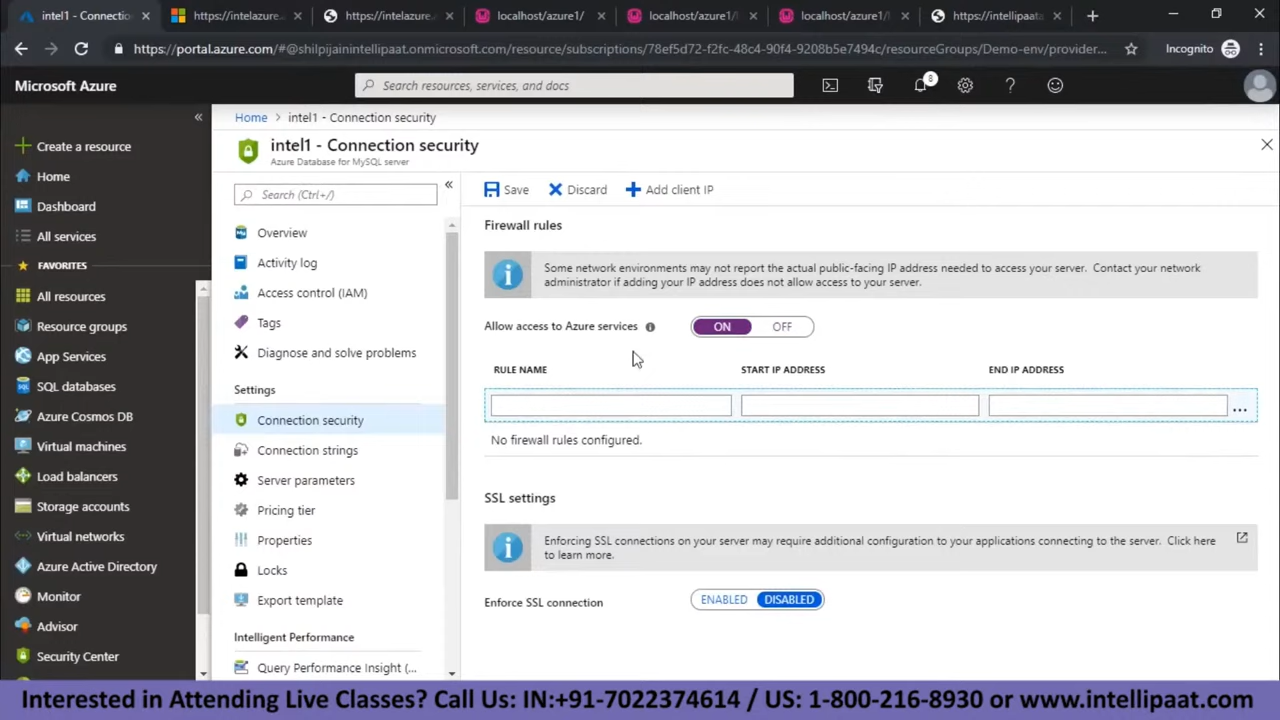 intel1 - Connectio
https://intelazure.
https://intelazure./
localhost/azure1/
localhost/azure1/I
localhost/azure1/I
https://intellipaata:
https://portal.azure.com/#@shilpijainintellipaat.onmicrosoft.com/resource/subscriptions/78ef5d72-f2fc-48c4-90f4-9208b5e7494c/resourceGroups/Demo-env/provider...
Incognito
Microsoft Azure
Search resources, services, and docs
8
Create a resource
Home
Dashboard
All services
FAVORITES
All resources
Resource groups
App Services
SQL databases
Azure Cosmos DB
Virtual machines
Load balancers
Storage accounts
Virtual networks
Azure Active Directory
Monitor
Advisor
Security Center
Home > intel1 - Connection security
intel1 - Connection security
Azure Database for MySQL server
Search (Ctrl+/)
Overview
Activity log
Access control (IAM)
Tags
Diagnose and solve problems
Settings
Connection security
Connection strings
Server parameters
Pricing tier
Properties
Locks
Export template
Intelligent Performance
Query Performance Insight (...
Save
Discard
Add client IP
Firewall rules
Some network environments may not report the actual public-facing IP address needed to access your server. Contact your network
administrator if adding your IP address does not allow access to your server.
Allow access to Azure services
ON OFF
RULE NAME START IP ADDRESS END IP ADDRESS
No firewall rules configured.
SSL settings
Enforcing SSL connections on your server may require additional configuration to your applications connecting to the server. Click here
to learn more.
Enforce SSL connection
ENABLED DISABLED
Interested in Attending Live Classes? Call Us: IN:+91-7022374614 / US: 1-800-216-8930 or www.intellipaat.com